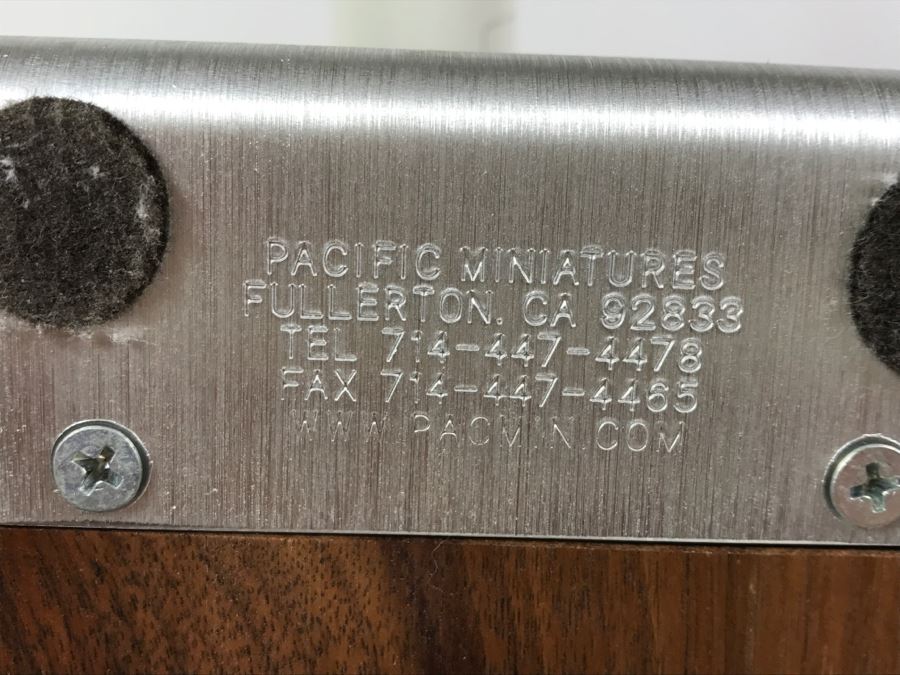 PACIFIC MINIATURES
FULLERTON. CA 92833
TEL 714-447-4478
FAX 714-447-4465
WWW.PACMIN.COM